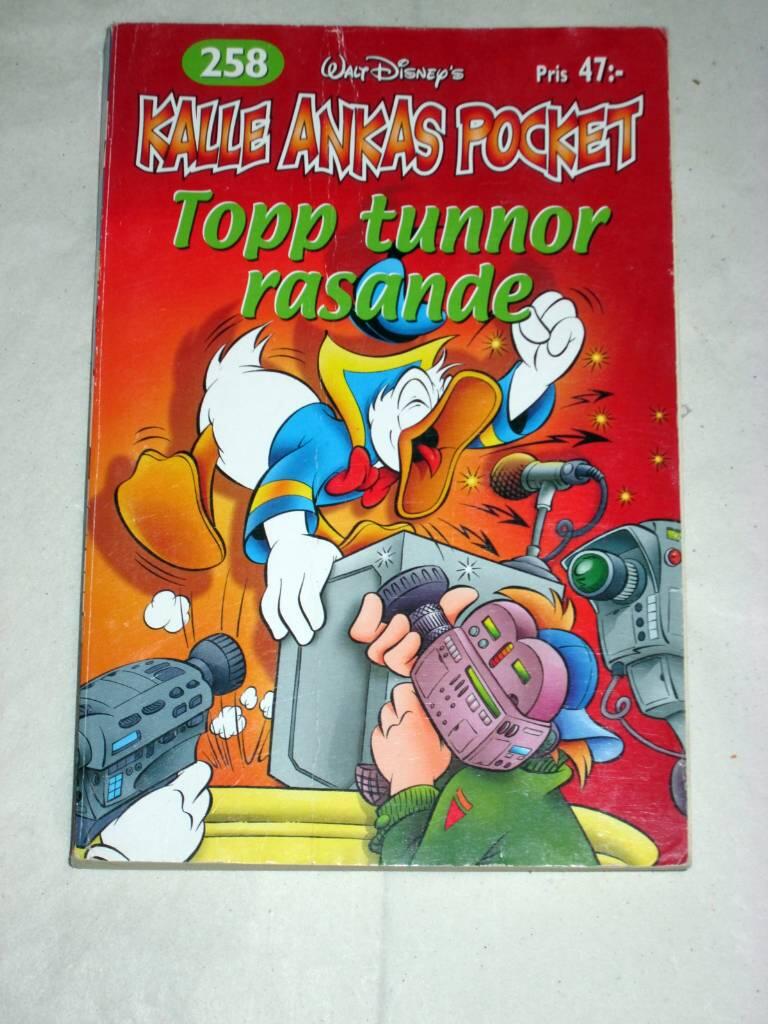 258
Walt Disney's
Pris 47:-
KALLE ANKAS POCKET
Topp tunnor
rasande